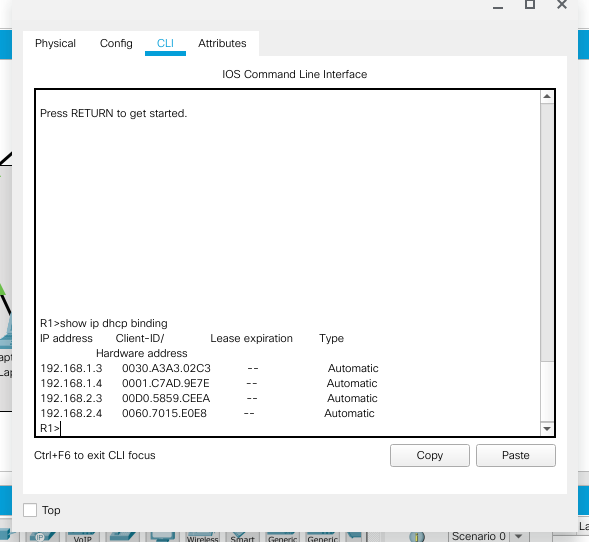 Physical Config CLI Attributes
IOS Command Line Interface
Press RETURN to get started.
R1>show ip dhcp binding
IP address Client-ID/ Lease expiration Type
Hardware address
192.168.1.3 0030.A3A3.02C3 -- Automatic
192.168.1.4 0001.C7AD.9E7E -- Automatic
192.168.2.3 00D0.5859.CEEA -- Automatic
192.168.2.4 0060.7015.E0E8 -- Automatic
R1>
Ctrl+F6 to exit CLI focus
Copy Paste
Top
IP VoIP Wireless Smart Generic Generic
Scenario 0